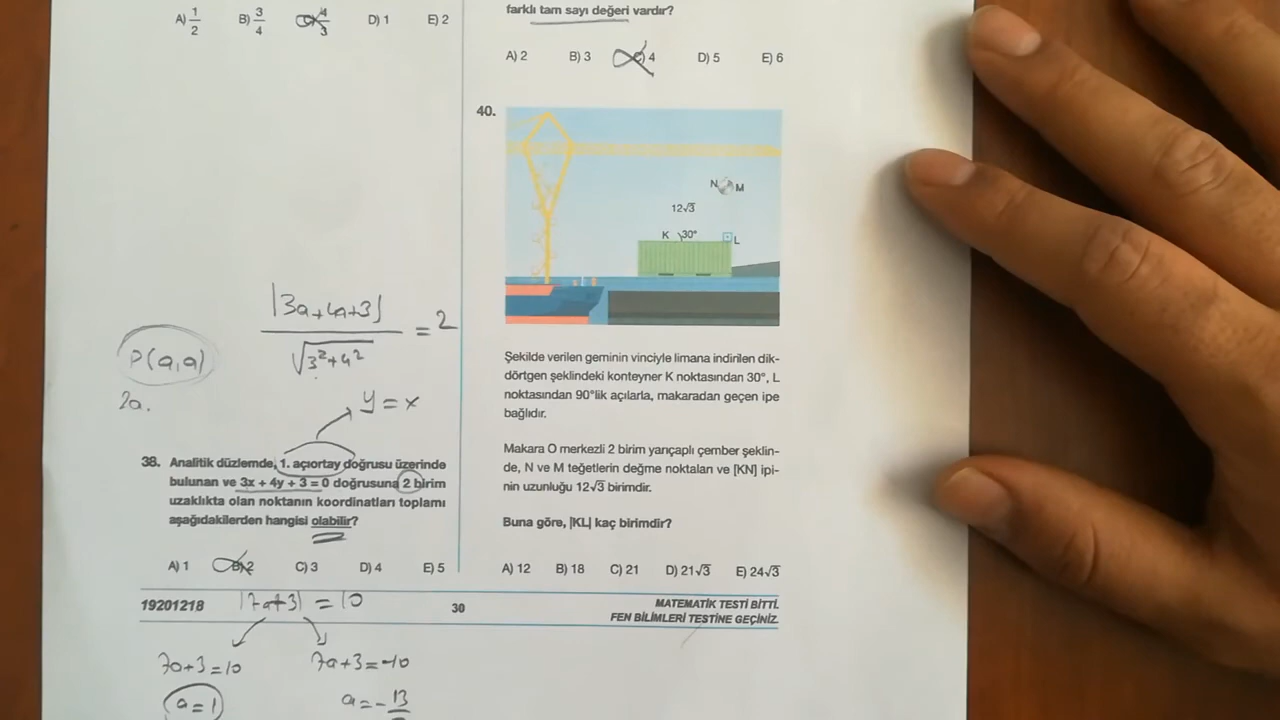 A) 1/2 B) 3/4 C) 4/3 D) 1 E) 2
|3a+4a+3| / √3²+4² = 2
P(a,a)
2a.
y = x
38. Analitik düzlemde, 1. açıortay doğrusu üzerinde
bulunan ve 3x + 4y + 3 = 0 doğrusuna 2 birim
uzaklıkta olan noktanın koordinatları toplamı
aşağıdakilerden hangisi olabilir?
A) 1 B) 2 C) 3 D) 4 E) 5
farklı tam sayı değeri vardır?
A) 2 B) 3 C) 4 D) 5 E) 6
40.
N M
12√3
K 30° L
Şekilde verilen geminin vinciyle limana indirilen dik-
dörtgen şeklindeki konteyner K noktasından 30°, L
noktasından 90°lik açılarla, makaradan geçen ipe
bağlıdır.
Makara O merkezli 2 birim yarıçaplı çember şeklin-
de, N ve M teğetlerin değme noktaları ve [KN] ipi-
nin uzunluğu 12√3 birimdir.
Buna göre, |KL| kaç birimdir?
A) 12 B) 18 C) 21 D) 21√3 E) 24√3
19201218 30 MATEMATİK TESTİ BİTTİ.
FEN BİLİMLERİ TESTİNE GEÇİNİZ.
|7a+3| = 10
7a+3=10 7a+3=-10
a=1 a=-13